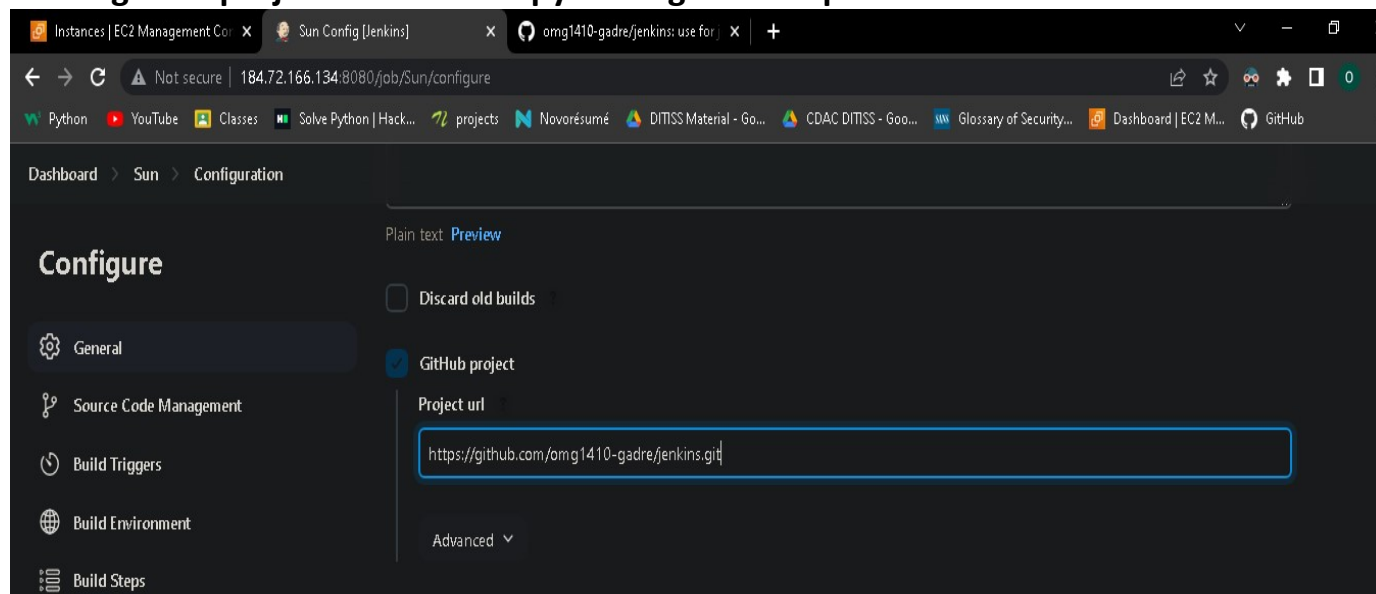 Instances | EC2 Management Cor
Sun Config [Jenkins]
omg1410-gadre/jenkins: use for j
Not secure | 184.72.166.134:8080/job/Sun/configure
O
Python YouTube Classes Solve Python | Hack... projects Novorésumé DITISS Material - Go... CDAC DITISS - Goo... Glossary of Security... Dashboard | EC2 M... GitHub
Dashboard > Sun > Configuration
Plain text Preview
Configure
Discard old builds ?
General
GitHub project
Source Code Management
Project url ?
https://github.com/omg1410-gadre/jenkins.git
Build Triggers
Build Environment
Advanced
Build Steps